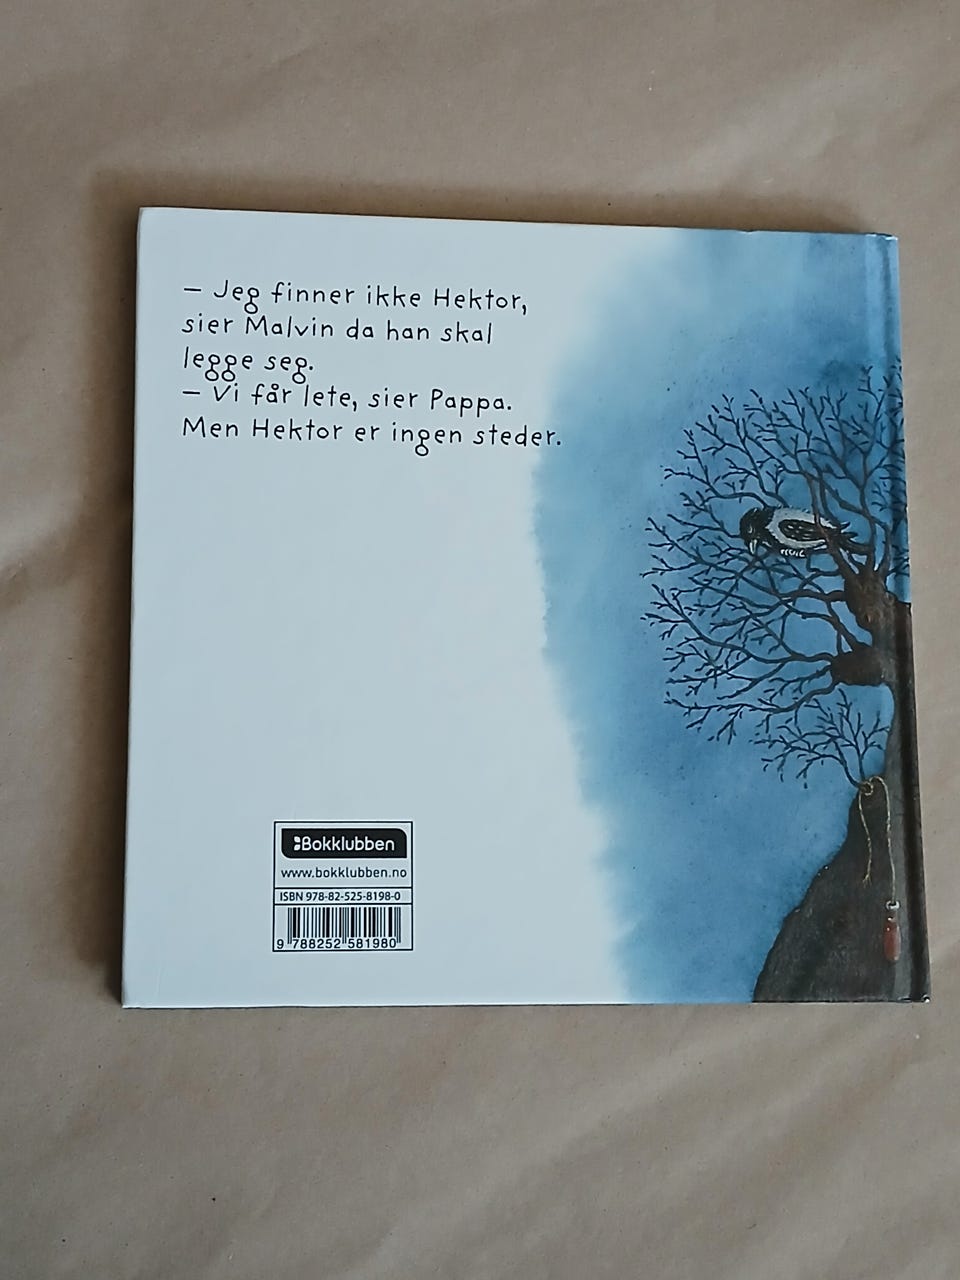 – Jeg finner ikke Hektor,
sier Malvin da han skal
legge seg.
– Vi får lete, sier Pappa.
Men Hektor er ingen steder.
Bokklubben
www.bokklubben.no
ISBN 978-82-525-8198-0
9 788252 581980